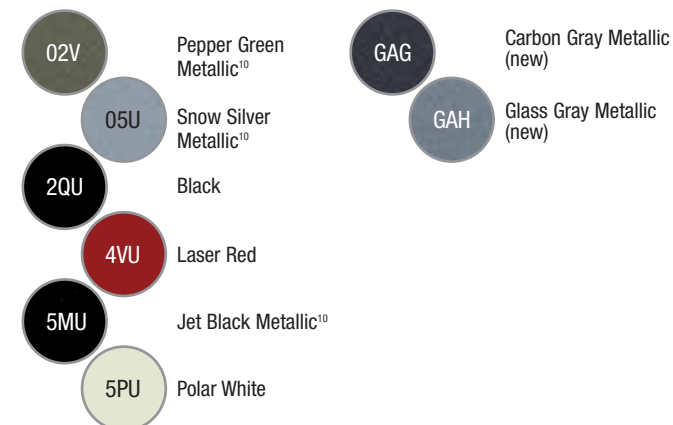 02V
Pepper Green
Metallic¹⁰
05U
Snow Silver
Metallic¹⁰
2QU
Black
4VU
Laser Red
5MU
Jet Black Metallic¹⁰
5PU
Polar White
GAG
Carbon Gray Metallic
(new)
GAH
Glass Gray Metallic
(new)